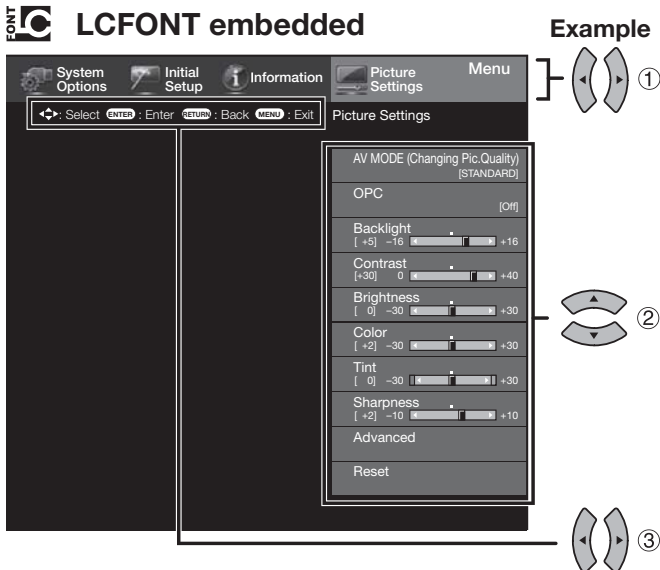 FONT LC LCFONT embedded
Example
System Options
Initial Setup
Information
Picture Settings
Menu
①
: Select ENTER : Enter RETURN : Back MENU : Exit
Picture Settings
AV MODE (Changing Pic.Quality)
[STANDARD]
OPC
[Off]
Backlight
[ +5] −16 +16
Contrast
[+30] 0 +40
Brightness
[ 0] −30 +30
Color
[ +2] −30 +30
Tint
[ 0] −30 +30
Sharpness
[ +2] −10 +10
Advanced
Reset
②
③